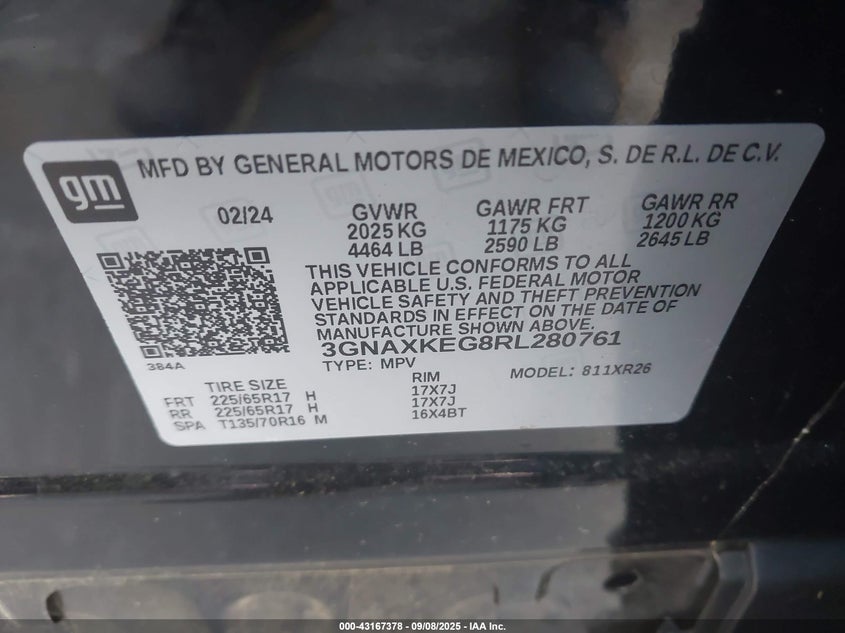 gm
MFD BY GENERAL MOTORS DE MEXICO, S. DE R.L. DE C.V.
02/24 GVWR GAWR FRT GAWR RR
2025 KG 1175 KG 1200 KG
4464 LB 2590 LB 2645 LB
THIS VEHICLE CONFORMS TO ALL
APPLICABLE U.S. FEDERAL MOTOR
VEHICLE SAFETY AND THEFT PREVENTION
STANDARDS IN EFFECT ON THE DATE OF
MANUFACTURE SHOWN ABOVE.
3GNAXKEG8RL280761
384A
TYPE: MPV MODEL: 811XR26
TIRE SIZE RIM
FRT 225/65R17 H 17X7J
RR 225/65R17 H 17X7J
SPA T135/70R16 M 16X4BT
000-43167378 - 09/08/2025 - IAA Inc.